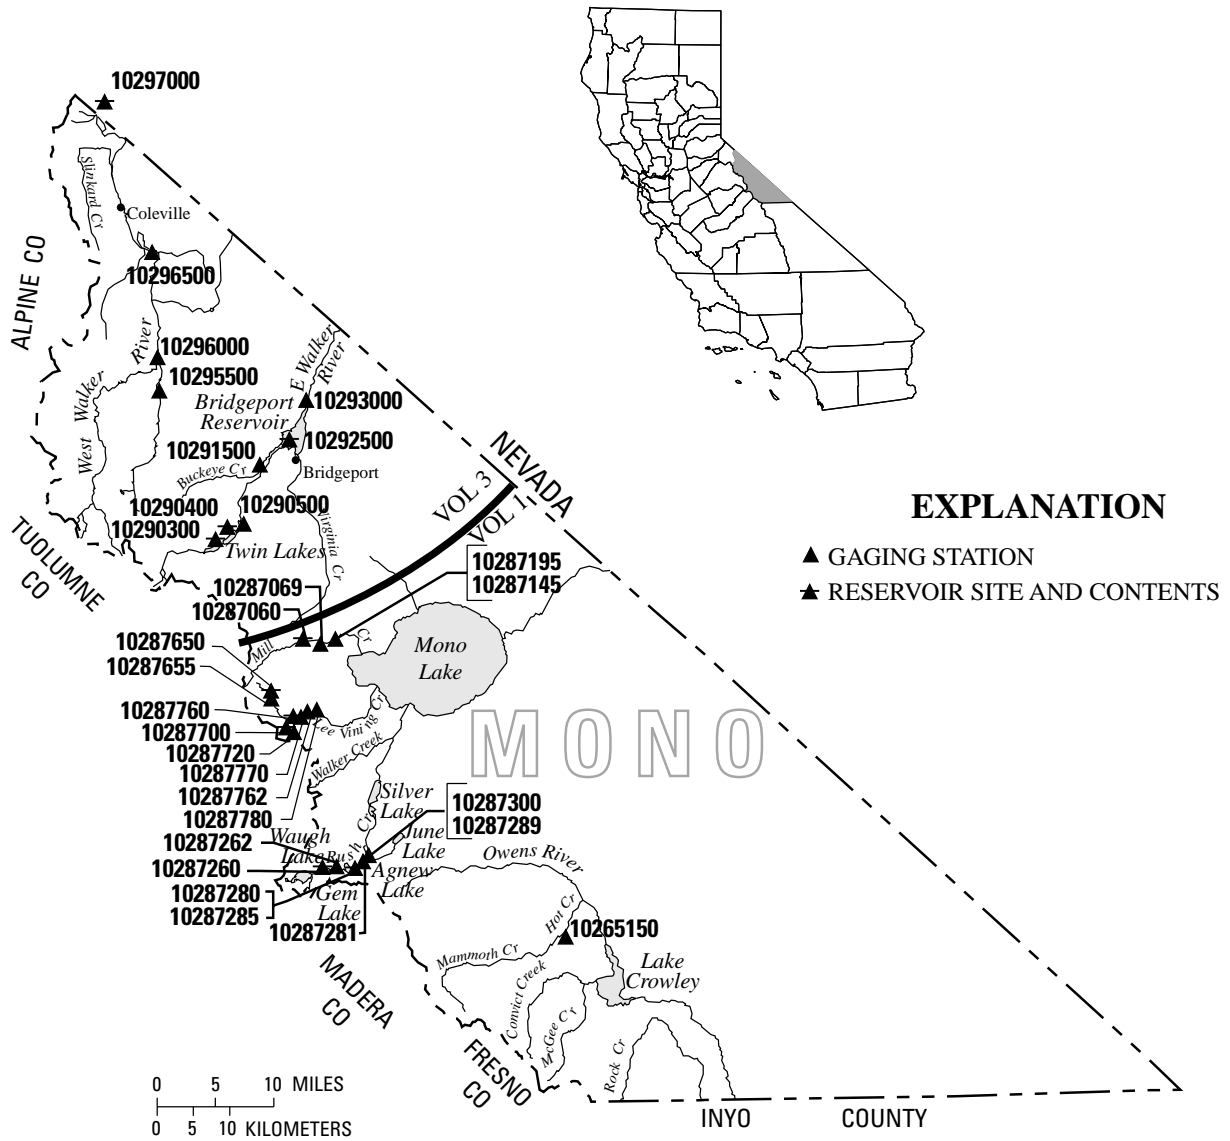 10297000
Slinkard Cr
Coleville
ALPINE CO
10296500
River
10296000
10295500
West Walker
E Walker
River
Bridgeport
Reservoir
10293000
10292500
10291500
Buckeye Cr
Bridgeport
10290400
10290500
10290300
Twin Lakes
Virginia Cr
TUOLUMNE
CO
VOL 3
VOL 1
NEVADA
EXPLANATION
GAGING STATION
RESERVOIR SITE AND CONTENTS
10287195
10287145
10287069
10287060
10287650
10287655
Mill
Cr
Mono
Lake
10287760
10287700
10287720
10287770
10287762
10287780
Lee Vining Cr
Walker Creek
MONO
Silver
Lake
10287300
10287289
10287262
Waugh
Lake
Rush Cr
June
Lake
10287260
Agnew
Lake
10287280
10287285
Gem
Lake
10287281
Owens River
Hot Cr
10265150
Mammoth Cr
Convict Creek
McGee Cr
Lake
Crowley
Rock Cr
MADERA
CO
FRESNO
CO
0 5 10 MILES
0 5 10 KILOMETERS
INYO COUNTY